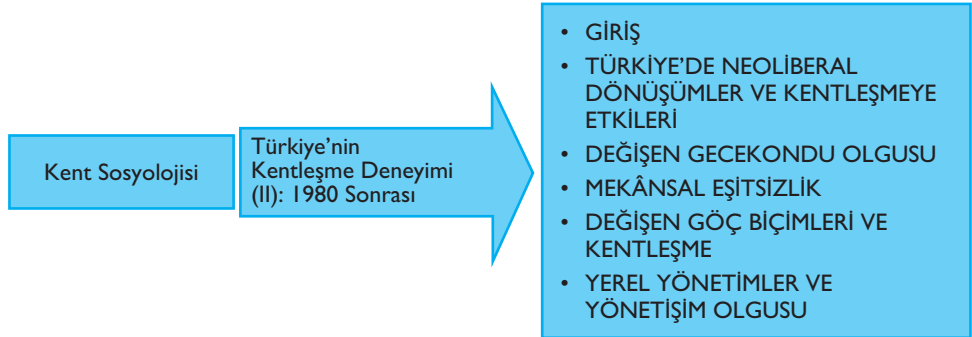 Kent Sosyolojisi
Türkiye'nin
Kentleşme Deneyimi
(II): 1980 Sonrası
• GİRİŞ
• TÜRKİYE'DE NEOLİBERAL
DÖNÜŞÜMLER VE KENTLEŞMEYE
ETKİLERİ
• DEĞİŞEN GECEKONDU OLGUSU
• MEKÂNSAL EŞİTSİZLİK
• DEĞİŞEN GÖÇ BİÇİMLERİ VE
KENTLEŞME
• YEREL YÖNETİMLER VE
YÖNETİŞİM OLGUSU